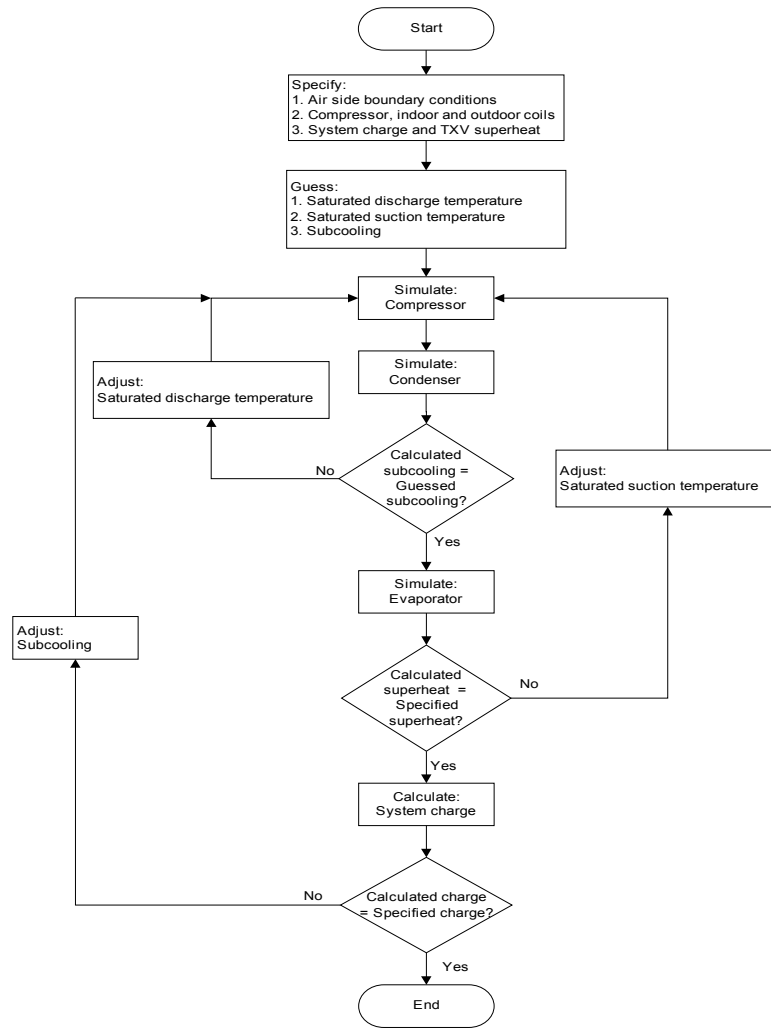 Start
Specify:
1. Air side boundary conditions
2. Compressor, indoor and outdoor coils
3. System charge and TXV superheat
Guess:
1. Saturated discharge temperature
2. Saturated suction temperature
3. Subcooling
Simulate:
Compressor
Simulate:
Condenser
Adjust:
Saturated discharge temperature
No
Calculated
subcooling =
Guessed
subcooling?
Adjust:
Saturated suction temperature
Yes
Simulate:
Evaporator
Adjust:
Subcooling
Calculated
superheat =
Specified
superheat?
No
Yes
Calculate:
System charge
No
Calculated charge
= Specified charge?
Yes
End